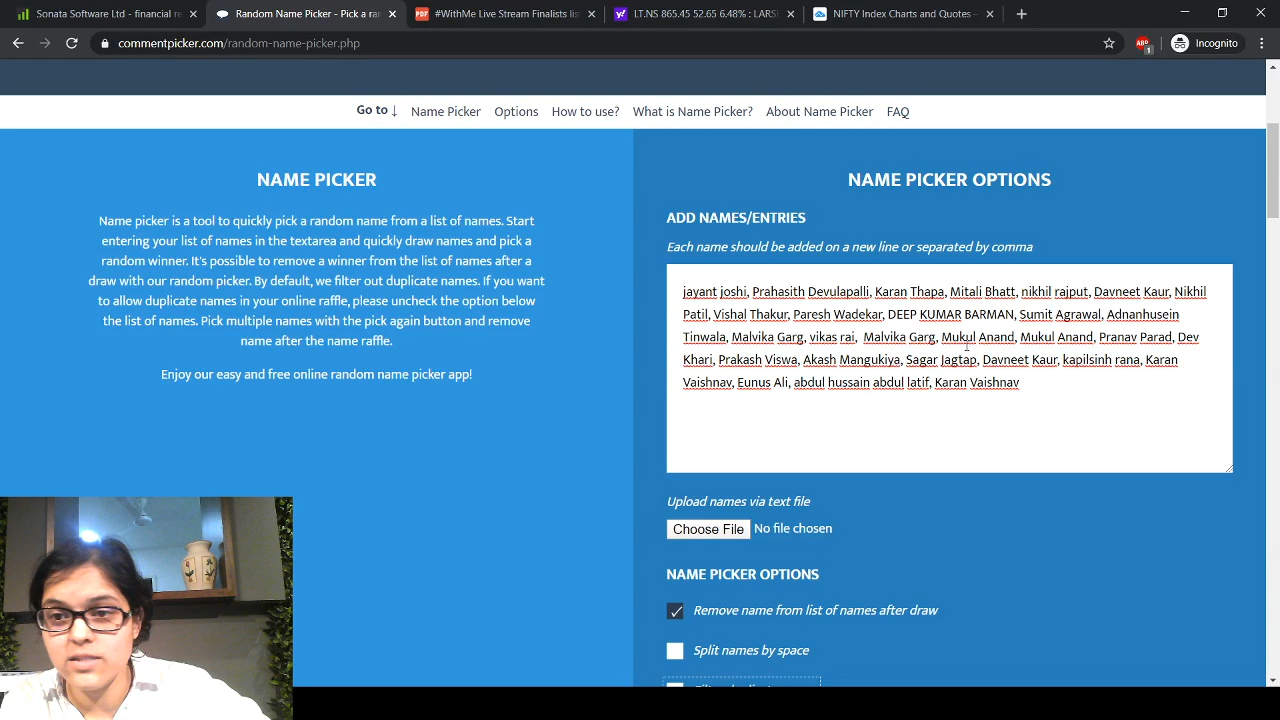 Sonata Software Ltd - financial re
Random Name Picker - Pick a ran
#WithMe Live Stream Finalists lis
LT.NS 865.45 52.65 6.48% : LARS
NIFTY Index Charts and Quotes —
commentpicker.com/random-name-picker.php
ABP
1
Incognito
Go to ↓ Name Picker Options How to use? What is Name Picker? About Name Picker FAQ
NAME PICKER
Name picker is a tool to quickly pick a random name from a list of names. Start
entering your list of names in the textarea and quickly draw names and pick a
random winner. It's possible to remove a winner from the list of names after a
draw with our random picker. By default, we filter out duplicate names. If you want
to allow duplicate names in your online raffle, please uncheck the option below
the list of names. Pick multiple names with the pick again button and remove
name after the name raffle.
Enjoy our easy and free online random name picker app!
NAME PICKER OPTIONS
ADD NAMES/ENTRIES
Each name should be added on a new line or separated by comma
jayant joshi, Prahasith Devulapalli, Karan Thapa, Mitali Bhatt, nikhil rajput, Davneet Kaur, Nikhil
Patil, Vishal Thakur, Paresh Wadekar, DEEP KUMAR BARMAN, Sumit Agrawal, Adnanhusein
Tinwala, Malvika Garg, vikas rai, Malvika Garg, Mukul Anand, Mukul Anand, Pranav Parad, Dev
Khari, Prakash Viswa, Akash Mangukiya, Sagar Jagtap, Davneet Kaur, kapilsinh rana, Karan
Vaishnav, Eunus Ali, abdul hussain abdul latif, Karan Vaishnav
Upload names via text file
Choose File No file chosen
NAME PICKER OPTIONS
Remove name from list of names after draw
Split names by space